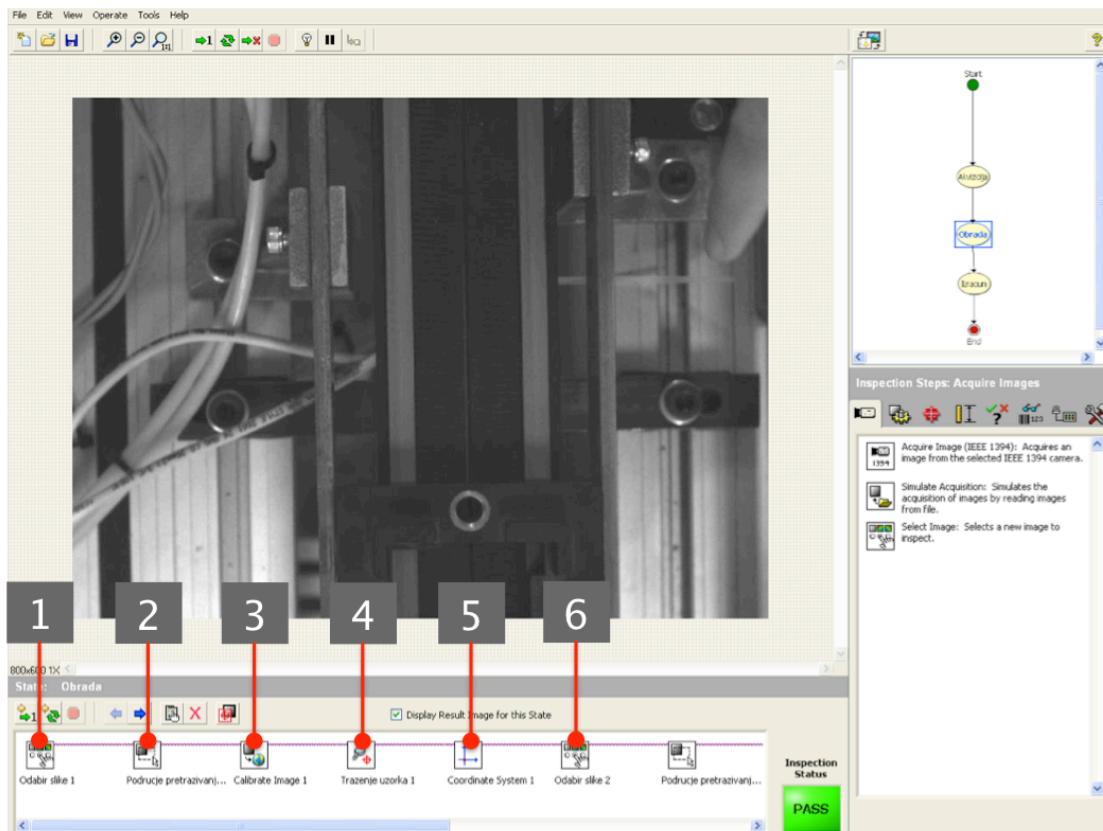 File Edit View Operate Tools Help
Start
Akvizicija
Obrada
Izracun
End
Inspection Steps: Acquire Images
Acquire Image (IEEE 1394): Acquires an
image from the selected IEEE 1394 camera.
1394
Simulate Acquisition: Simulates the
acquisition of images by reading images
from file.
Select Image: Selects a new image to
inspect.
1 2 3 4 5 6
800x600 1X
State: Obrada
Display Result Image for this State
Odabir slike 1
Podrucje pretrazivanj...
Calibrate Image 1
Trazenje uzorka 1
Coordinate System 1
Odabir slike 2
Podrucje pretrazivanj...
Inspection
Status
PASS